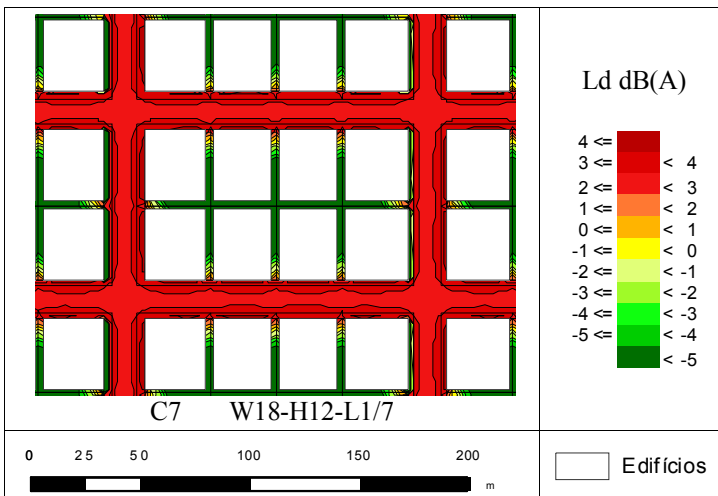 Ld dB(A)
4 <=
3 <= < 4
2 <= < 3
1 <= < 2
0 <= < 1
-1 <= < 0
-2 <= < -1
-3 <= < -2
-4 <= < -3
-5 <= < -4
< -5
C7 W18-H12-L1/7
0 25 50 100 150 200
m
Edifícios